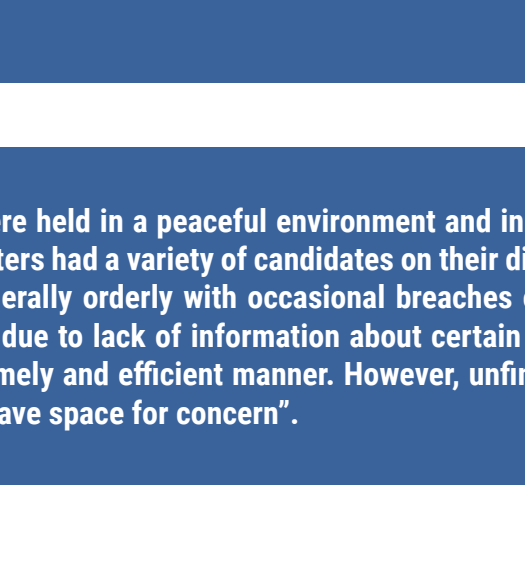 re held in a peaceful environment and in
ters had a variety of candidates on their di
erally orderly with occasional breaches
due to lack of information about certain
mely and efficient manner. However, unfin
ave space for concern”.